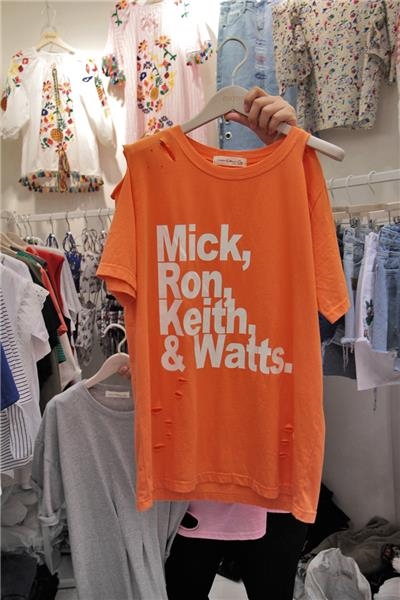 Mick,
Ron,
Keith,
& Watts.